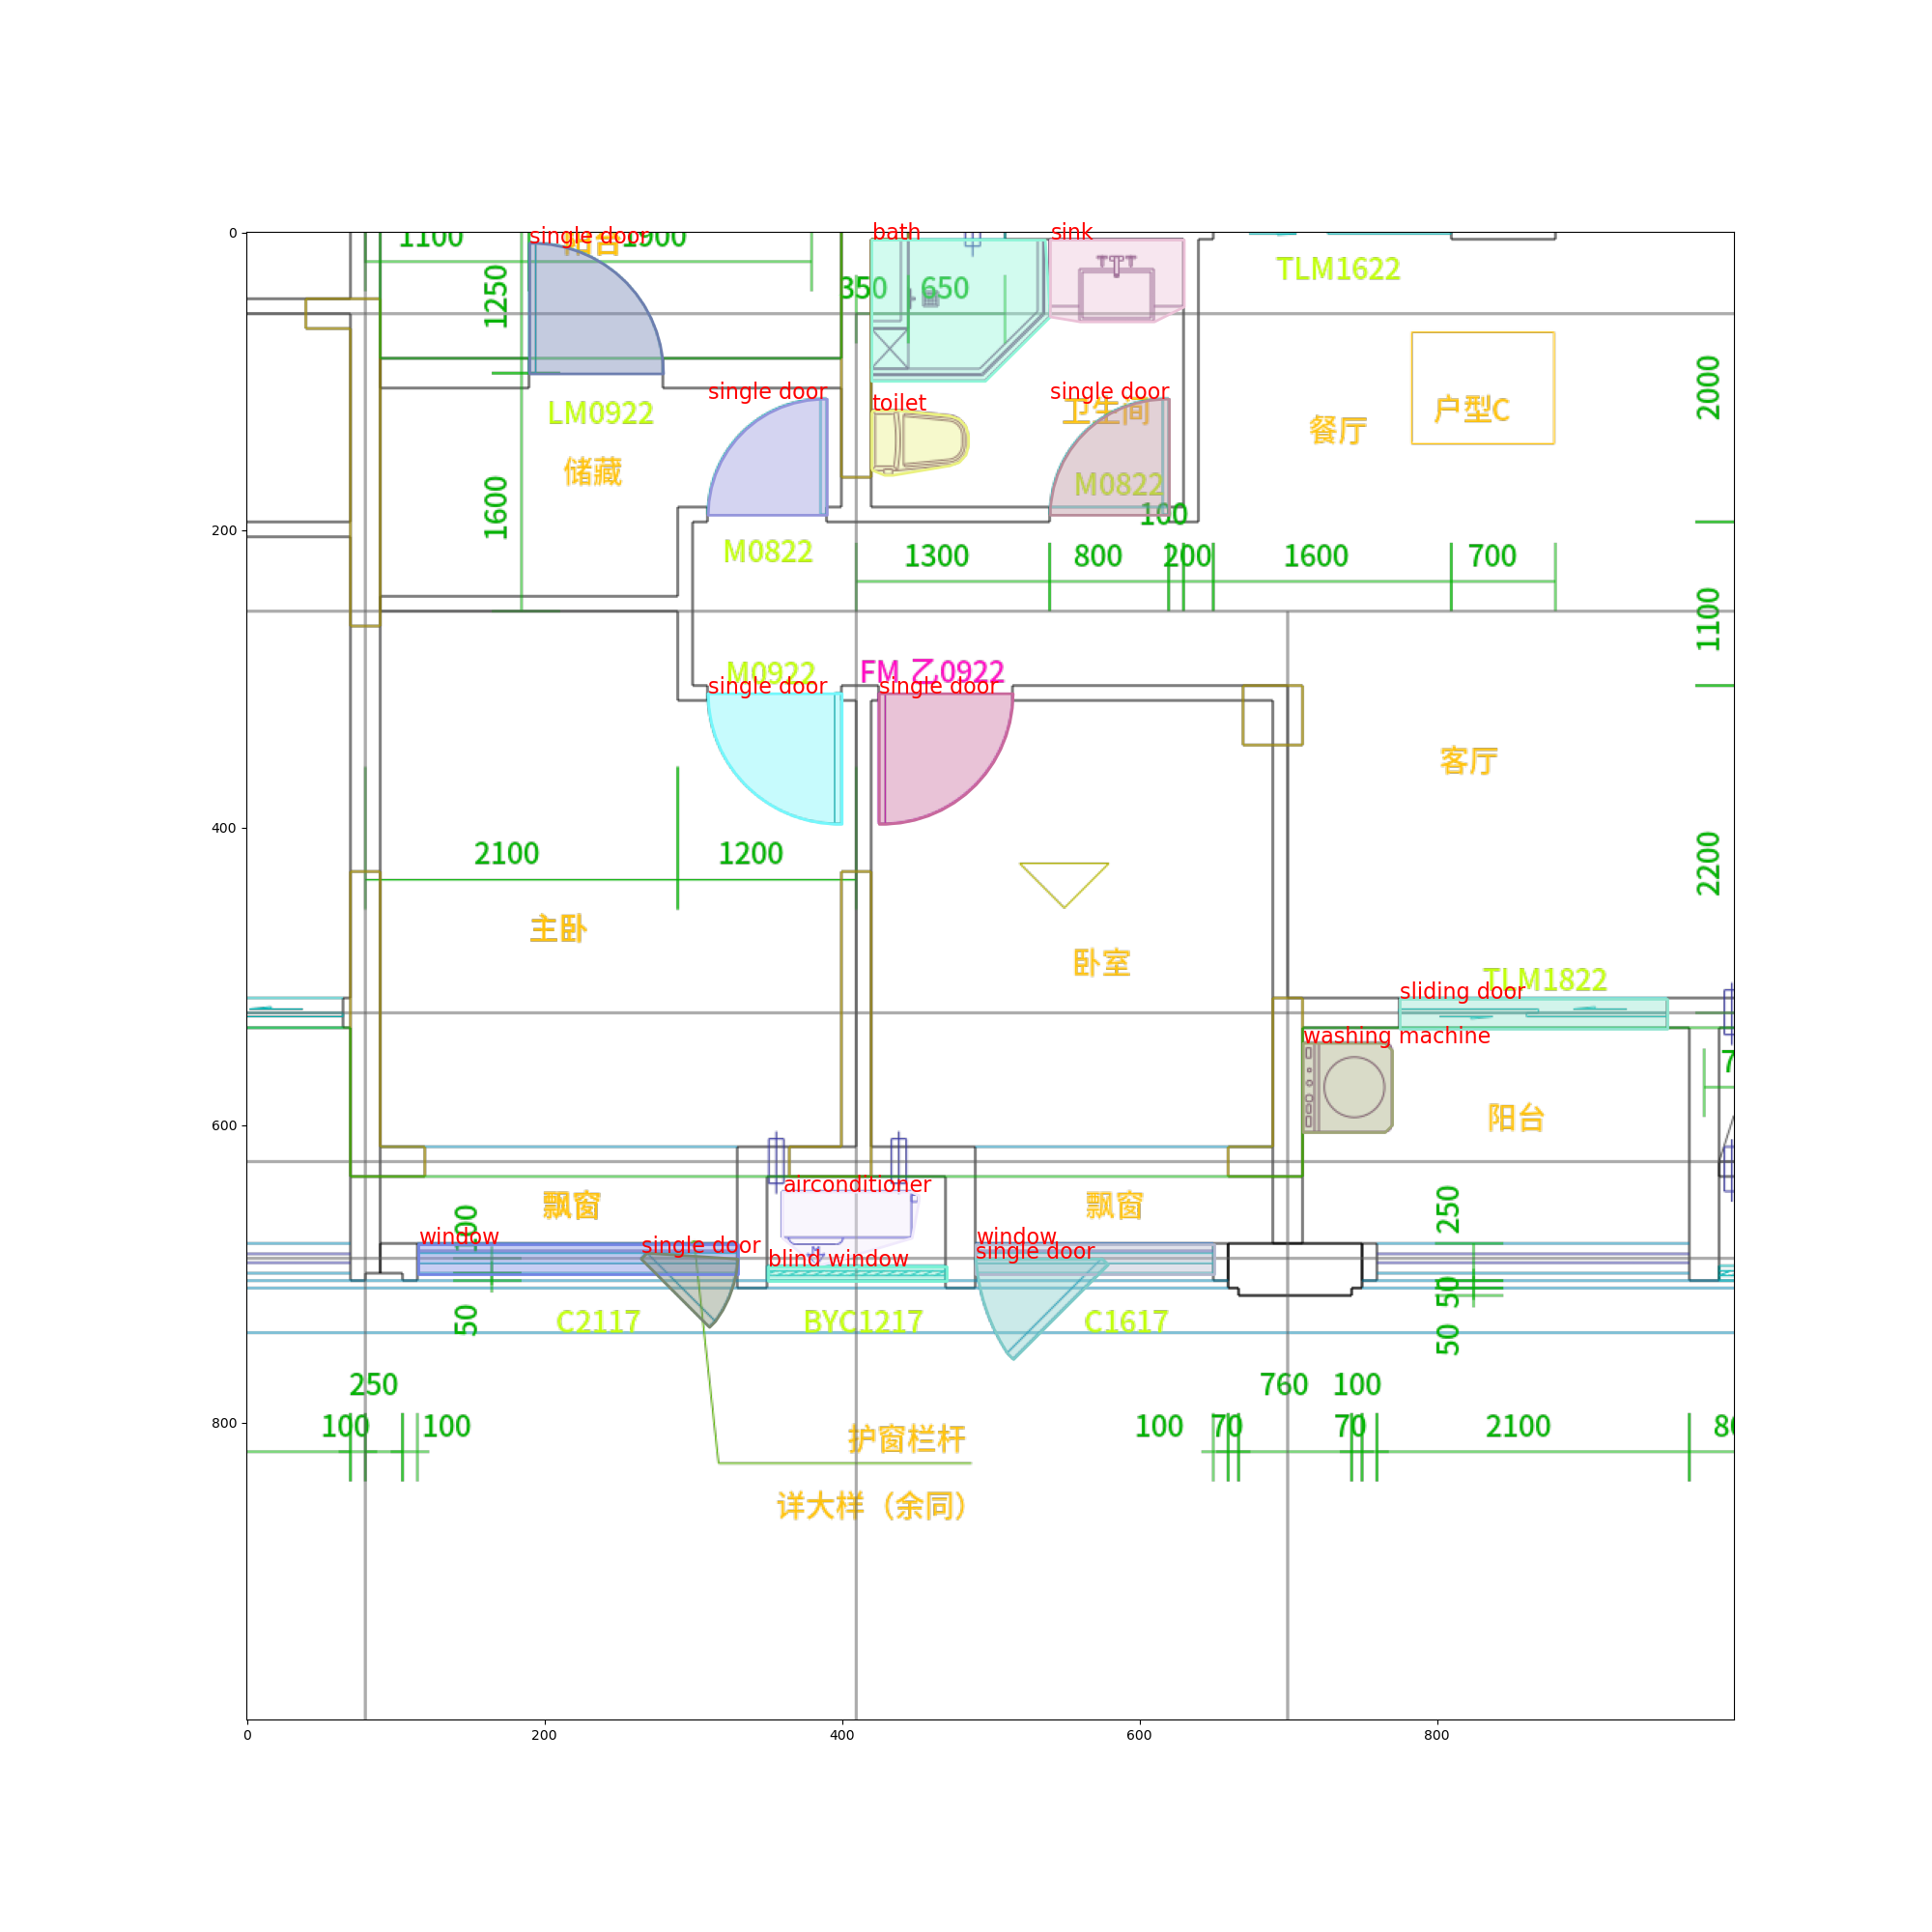 0
1100
阳台
single door
1900
bath
sink
1250
350
650
TLM1622
LM0922
single door
toilet
single door
卫生间
餐厅
户型C
2000
储藏
1600
M0822
100
200
M0822
1300
800
200
1600
700
1100
M0922
FM 乙0922
single door
single door
客厅
400
2100
1200
2200
主卧
卧室
TLM1822
sliding door
washing machine
阳台
600
airconditioner
飘窗
飘窗
250
window
single door
blind window
window
single door
50
50
50
C2117
BYC1217
C1617
250
760
100
800
100
100
护窗栏杆
100
70
70
2100
详大样（余同）
0
200
400
600
800